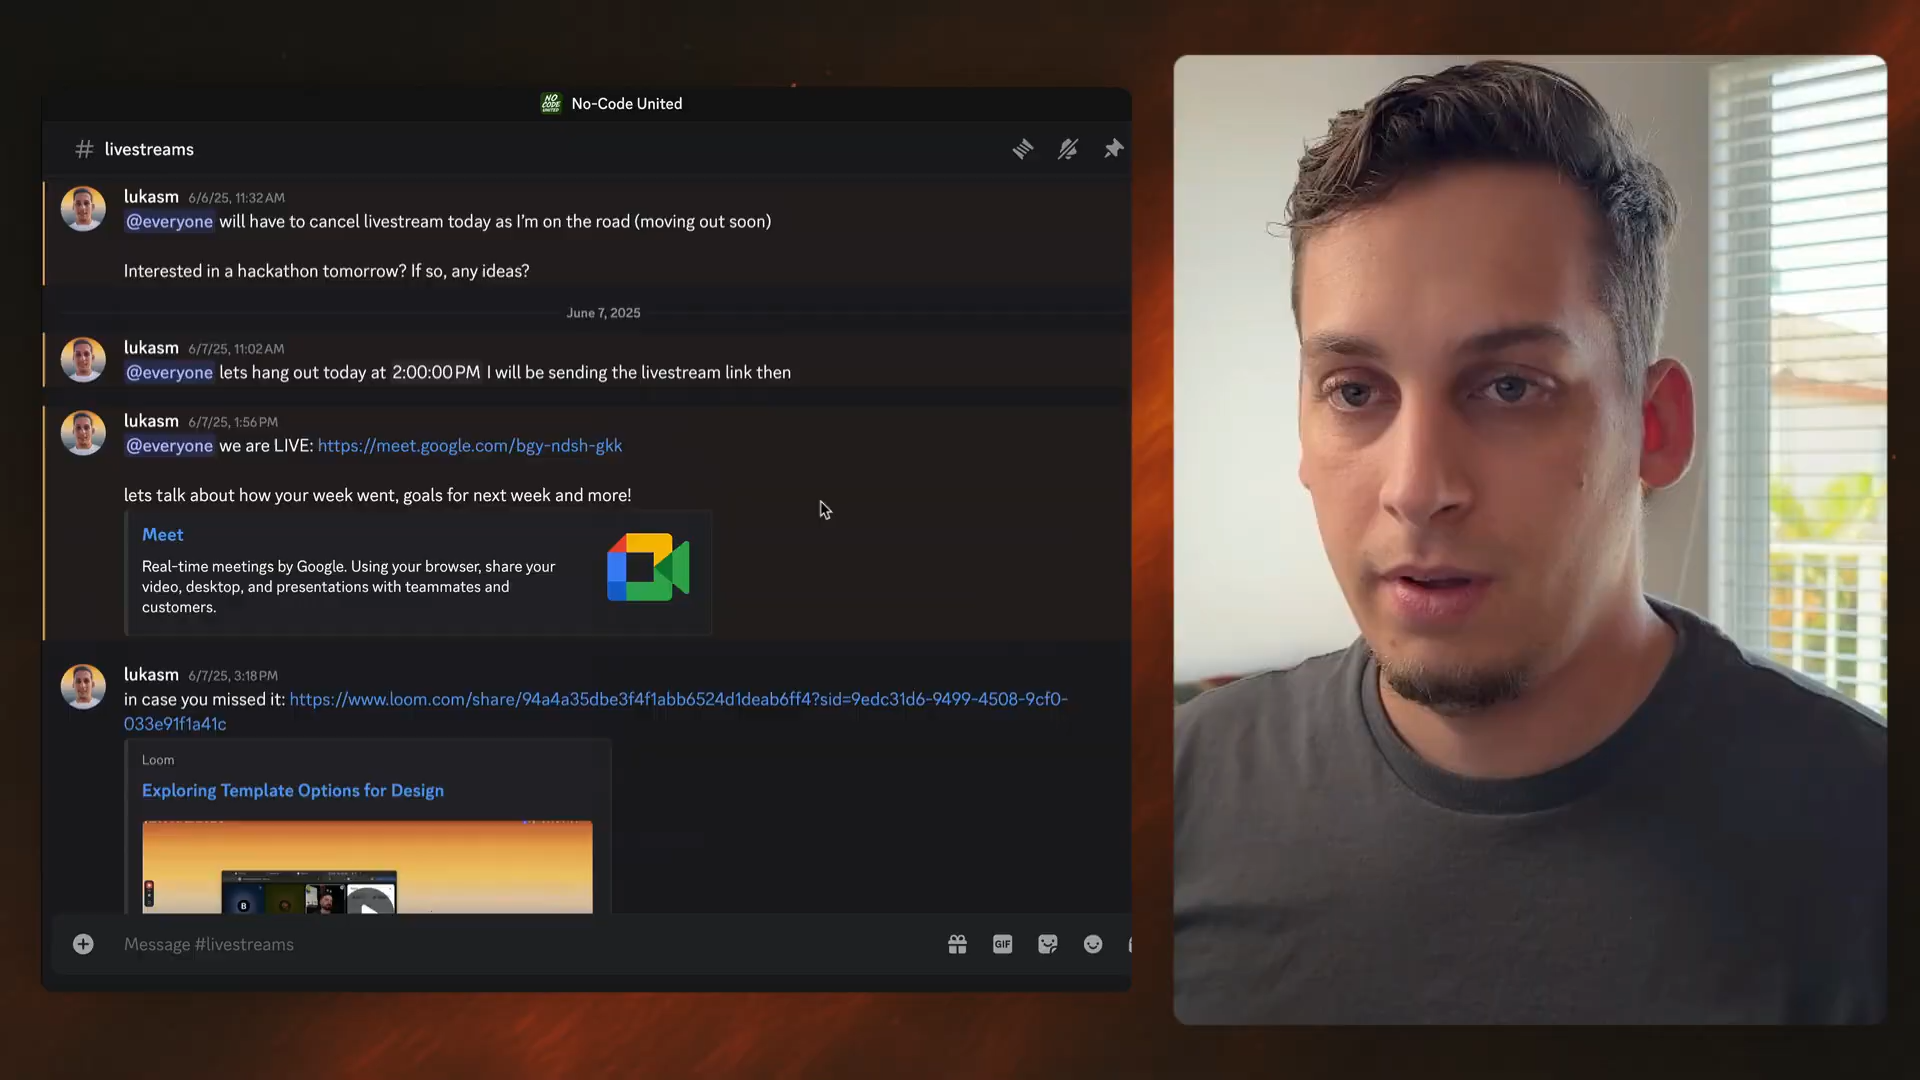 NO CODE UNITED
No-Code United
# livestreams
lukasm 6/6/25, 11:32 AM
@everyone will have to cancel livestream today as I'm on the road (moving out soon)
Interested in a hackathon tomorrow? If so, any ideas?
June 7, 2025
lukasm 6/7/25, 11:02 AM
@everyone lets hang out today at 2:00:00 PM I will be sending the livestream link then
lukasm 6/7/25, 1:56 PM
@everyone we are LIVE: https://meet.google.com/bgy-ndsh-gkk
lets talk about how your week went, goals for next week and more!
Meet
Real-time meetings by Google. Using your browser, share your
video, desktop, and presentations with teammates and
customers.
lukasm 6/7/25, 3:18 PM
in case you missed it: https://www.loom.com/share/94a4a35dbe3f4f1abb6524d1deab6ff4?sid=9edc31d6-9499-4508-9cf0-
033e91f1a41c
Loom
Exploring Template Options for Design
B
Message #livestreams
GIF